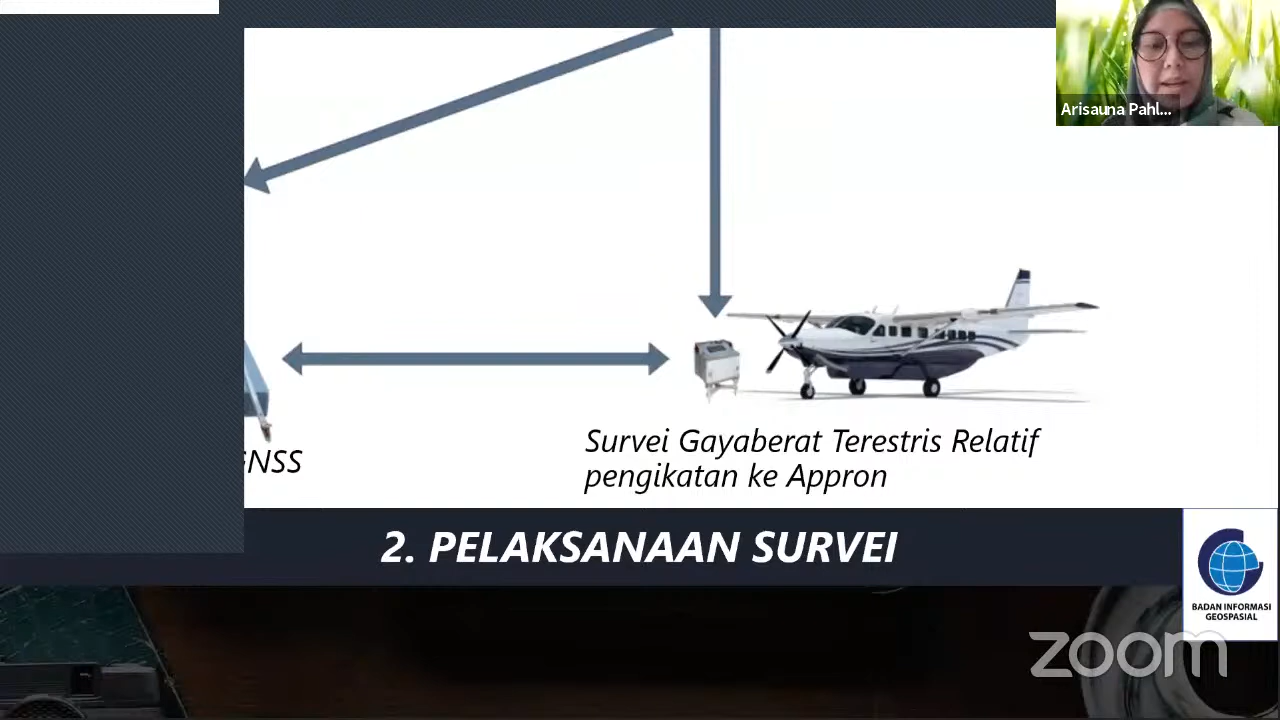 Arisauna Pahl...
NSS
Survei Gayaberat Terestris Relatif
pengikatan ke Appron
2. PELAKSANAAN SURVEI
BADAN INFORMASI
GEOSPASIAL
zoom